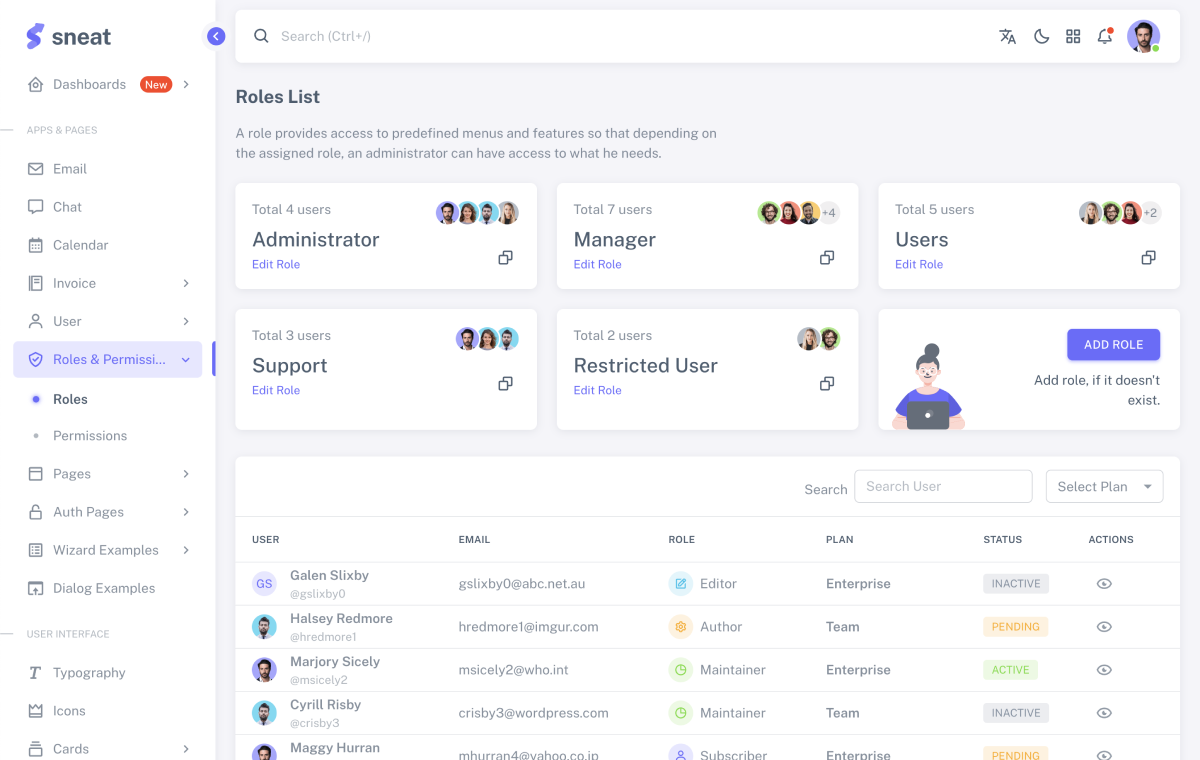 sneat
Search (Ctrl+/)
Dashboards New
APPS & PAGES
Email
Chat
Calendar
Invoice
User
Roles & Permissi...
Roles
Permissions
Pages
Auth Pages
Wizard Examples
Dialog Examples
USER INTERFACE
Typography
Icons
Cards
Roles List
A role provides access to predefined menus and features so that depending on
the assigned role, an administrator can have access to what he needs.
Total 4 users
Administrator
Edit Role
Total 7 users
+4
Manager
Edit Role
Total 5 users
+2
Users
Edit Role
Total 3 users
Support
Edit Role
Total 2 users
Restricted User
Edit Role
ADD ROLE
Add role, if it doesn't
exist.
Search Search User Select Plan
USER EMAIL ROLE PLAN STATUS ACTIONS
GS Galen Slixby gslixby0@abc.net.au Editor Enterprise INACTIVE
@gslixby0
Halsey Redmore hredmore1@imgur.com Author Team PENDING
@hredmore1
Marjory Sicely msicely2@who.int Maintainer Enterprise ACTIVE
@msicely2
Cyrill Risby crisby3@wordpress.com Maintainer Team INACTIVE
@crisby3
Maggy Hurran mhurran4@yahoo.co.jp Subscriber Enterprise PENDING